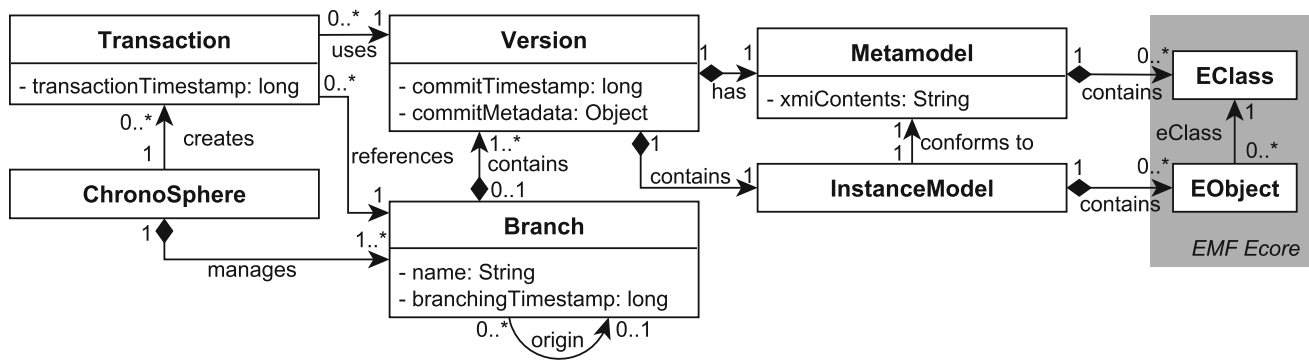 Transaction
- transactionTimestamp: long
0..*
1
uses
Version
- commitTimestamp: long
- commitMetadata: Object
1
1
has
Metamodel
- xmiContents: String
1
0..*
contains
EClass
0..*
creates
1
0..*
references
1
1..*
contains
0..1
1
contains
1
1
conforms to
1
1
eClass
0..*
ChronoSphere
InstanceModel
1
0..*
contains
EObject
EMF Ecore
1
manages
1..*
Branch
- name: String
- branchingTimestamp: long
0..*
origin
0..1